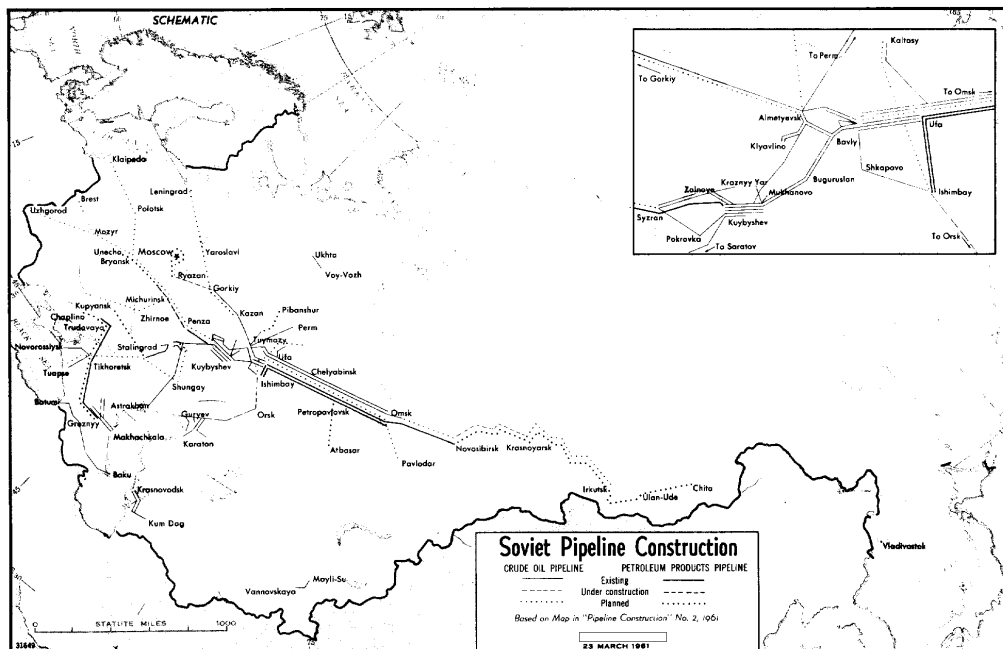 SCHEMATIC
Kaltasy
To Perm
To Gorkiy
To Omsk
Almetyevsk
Ufa
Bavly
Klyavlino
Shkapovo
Kraznyy Yar
Buguruslan
Zolnoye
Mukhanovo
Ishimbay
Syzran
Kuybyshev
Pokrovka
To Saratov
To Orsk
Klaipeda
Leningrad
Brest
Uzhgorod
Polotsk
Mozyr
Unecha,
Bryansk
Moscow
Yaroslavl
Ukhta
Voy-Vozh
Ryazan
Gorkiy
Michurinsk
Kupyansk
Chaplino
Trudovaya
Zhirnoe
Penza
Kazan
Pibanshur
Perm
Novorossiysk
Stalingrad
Tuymazy
Ufa
Tuapse
Tikhoretsk
Kuybyshev
Chelyabinsk
Shungay
Ishimbay
Batumi
Astrakhan
Guryev
Orsk
Petropavlovsk
Omsk
Groznyy
Makhachkala
Karaton
Atbasar
Novosibirsk
Krasnoyarsk
Pavlodar
Baku
Krasnovodsk
Irkutsk
Ulan-Ude
Chita
Kum Dag
Vladivostok
Vannovskaya
Mayli-Su
Soviet Pipeline Construction
CRUDE OIL PIPELINE PETROLEUM PRODUCTS PIPELINE
Existing
Under construction
Planned
Based on Map in "Pipeline Construction" No. 2, 1961
23 MARCH 1961
0 STATUTE MILES 1000
31649